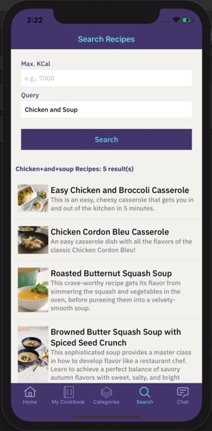 2:22
Search Recipes
Max. KCal
e.g., 7000
Query
Chicken and Soup
Search
Chicken+and+soup Recipes: 5 result(s)
Easy Chicken and Broccoli Casserole
This is an easy, cheesy casserole that gets you in
and out of the kitchen in 5 minutes.
Chicken Cordon Bleu Casserole
An easy casserole dish with all the flavors of the
classic Chicken Cordon Bleu!
Roasted Butternut Squash Soup
This crave-worthy recipe gets its flavor from
simmering the squash and vegetables in the
oven, before pureeing them into a velvety-
smooth soup.
Browned Butter Squash Soup with
Spiced Seed Crunch
This sophisticated soup provides a master class
in how to develop flavor like a restaurant chef.
Learn to achieve a perfect balance of savory
autumn flavors with sweet, salty, and bright
Home
My Cookbook
Categories
Search
Chat